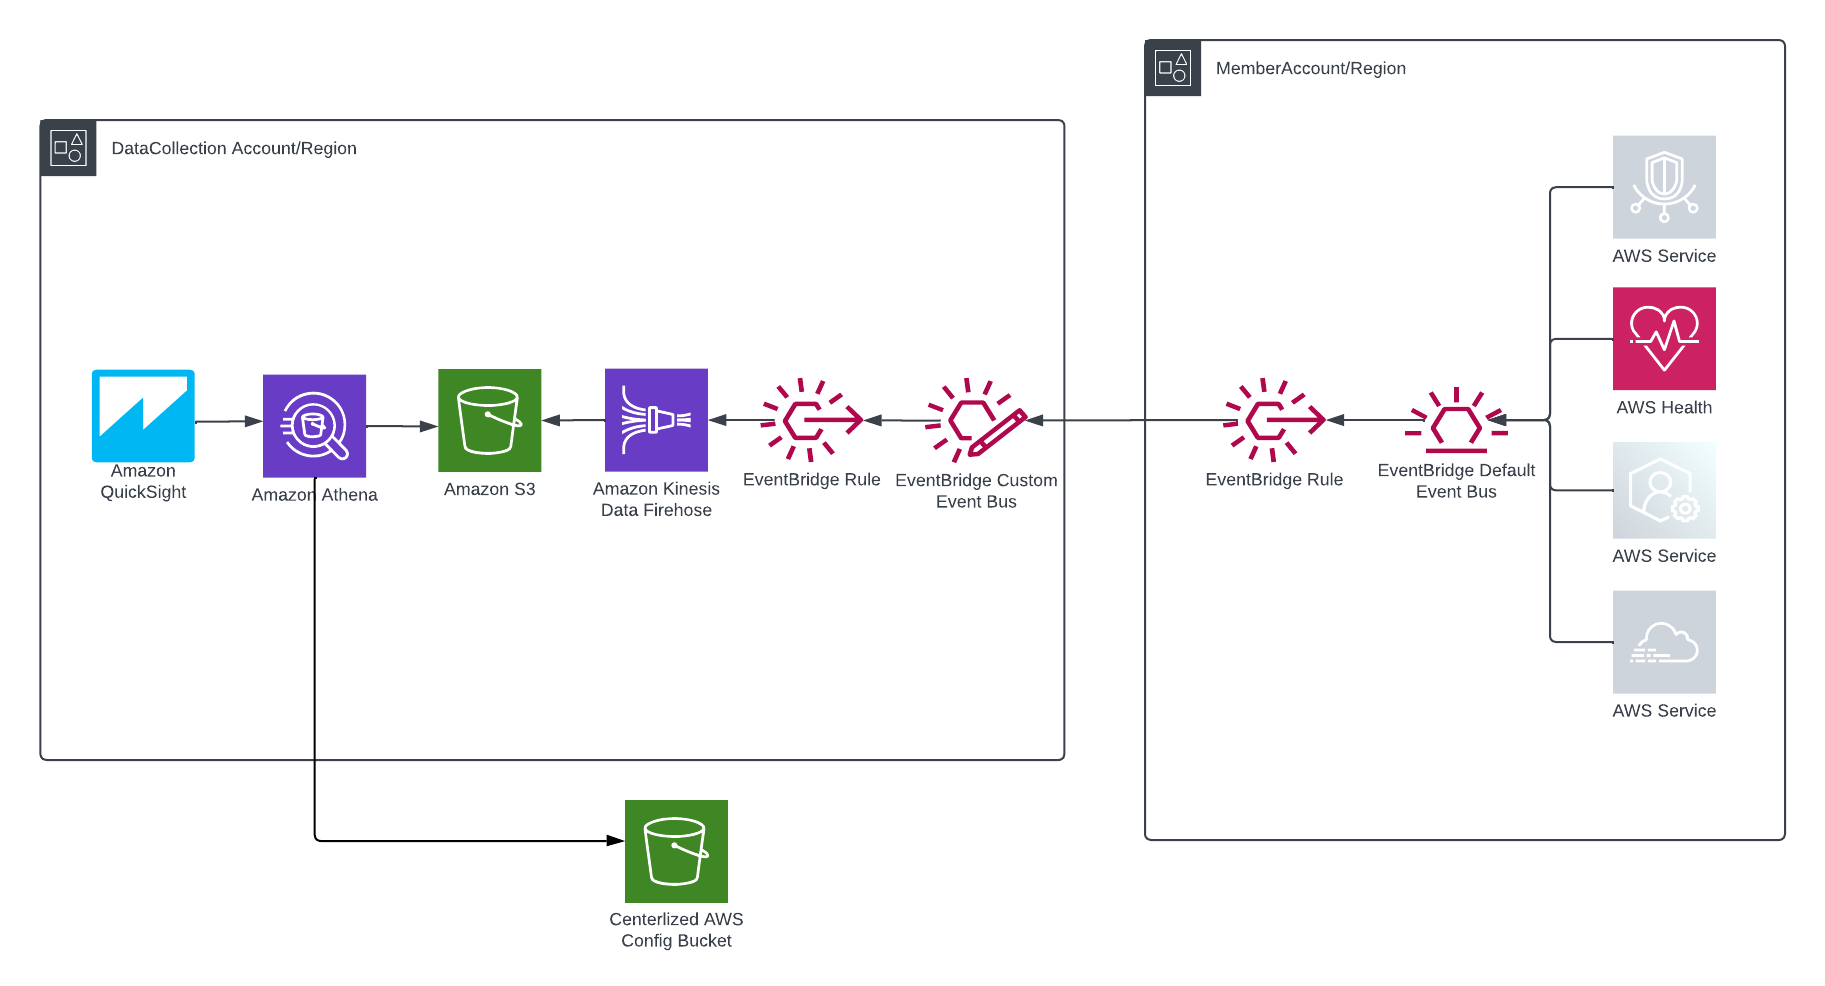 MemberAccount/Region
DataCollection Account/Region
AWS Service
AWS Health
AWS Service
AWS Service
Amazon
QuickSight
Amazon Athena
Amazon S3
Amazon Kinesis
Data Firehose
EventBridge Rule
EventBridge Custom
Event Bus
EventBridge Rule
EventBridge Default
Event Bus
Centerlized AWS
Config Bucket